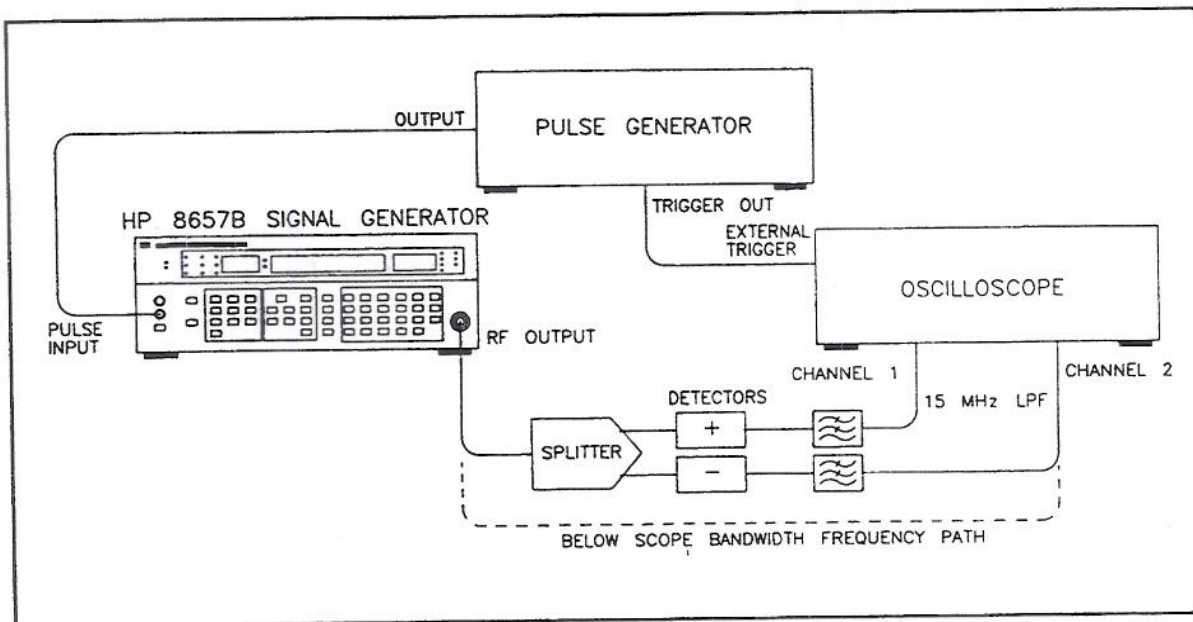 OUTPUT
PULSE GENERATOR
TRIGGER OUT
HP 8657B SIGNAL GENERATOR
EXTERNAL
TRIGGER
OSCILLOSCOPE
PULSE
INPUT
RF OUTPUT
CHANNEL 1
CHANNEL 2
DETECTORS
15 MHz LPF
+
SPLITTER
−
BELOW SCOPE BANDWIDTH FREQUENCY PATH